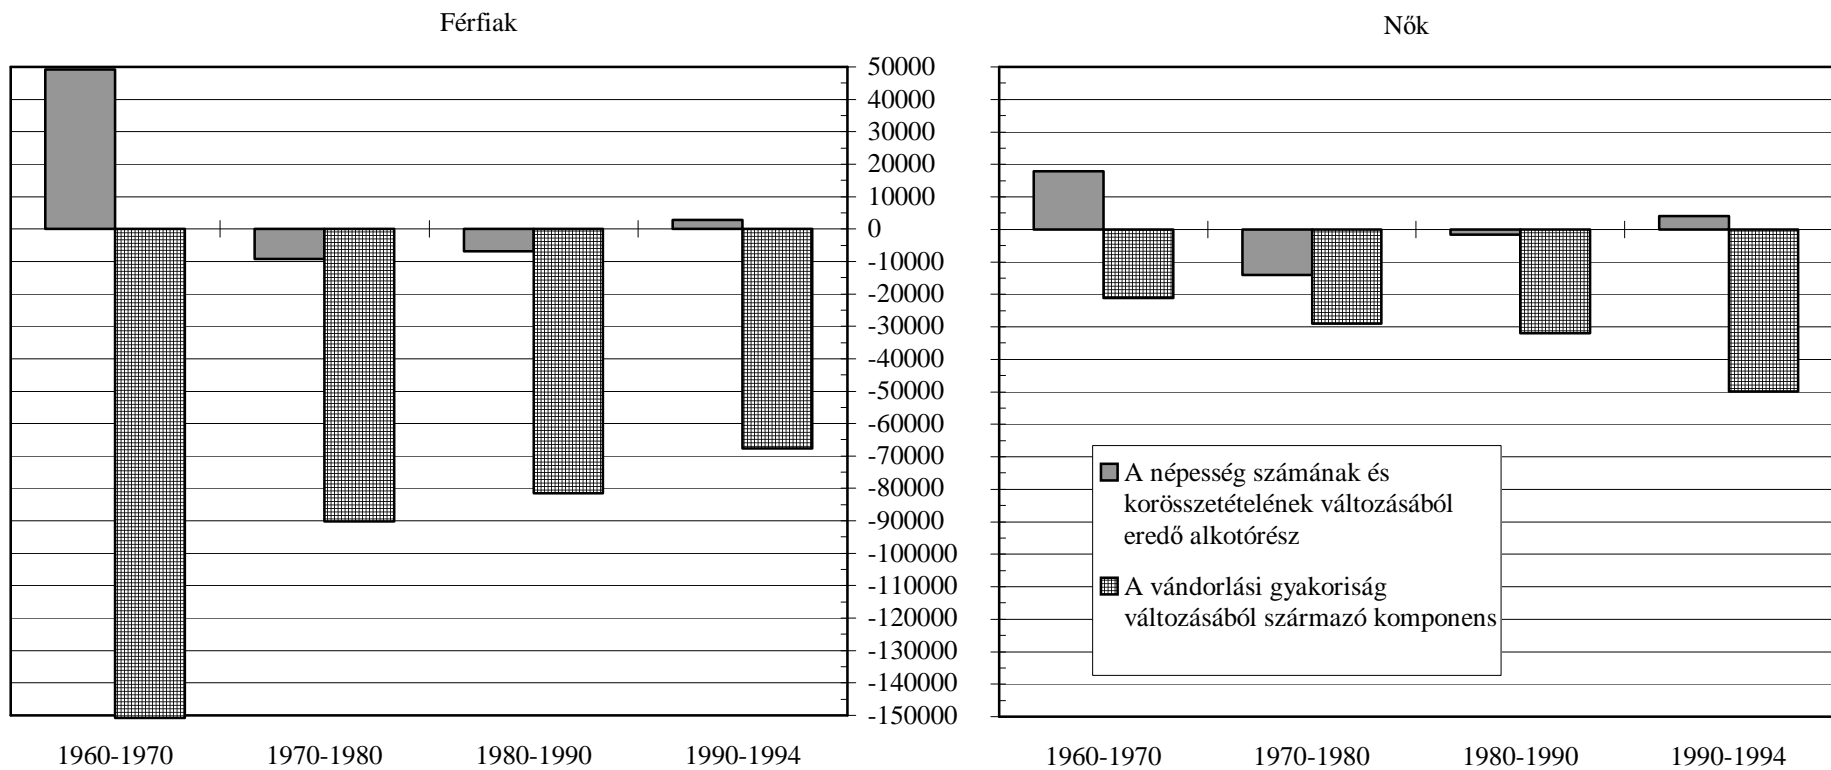 Férfiak
Nők
50000
40000
30000
20000
10000
0
-10000
-20000
-30000
-40000
-50000
-60000
-70000
-80000
-90000
-100000
-110000
-120000
-130000
-140000
-150000
A népesség számának és
korösszetételének változásából
eredő alkotórész
A vándorlási gyakoriság
változásából származó komponens
1960-1970 1970-1980 1980-1990 1990-1994
1960-1970 1970-1980 1980-1990 1990-1994